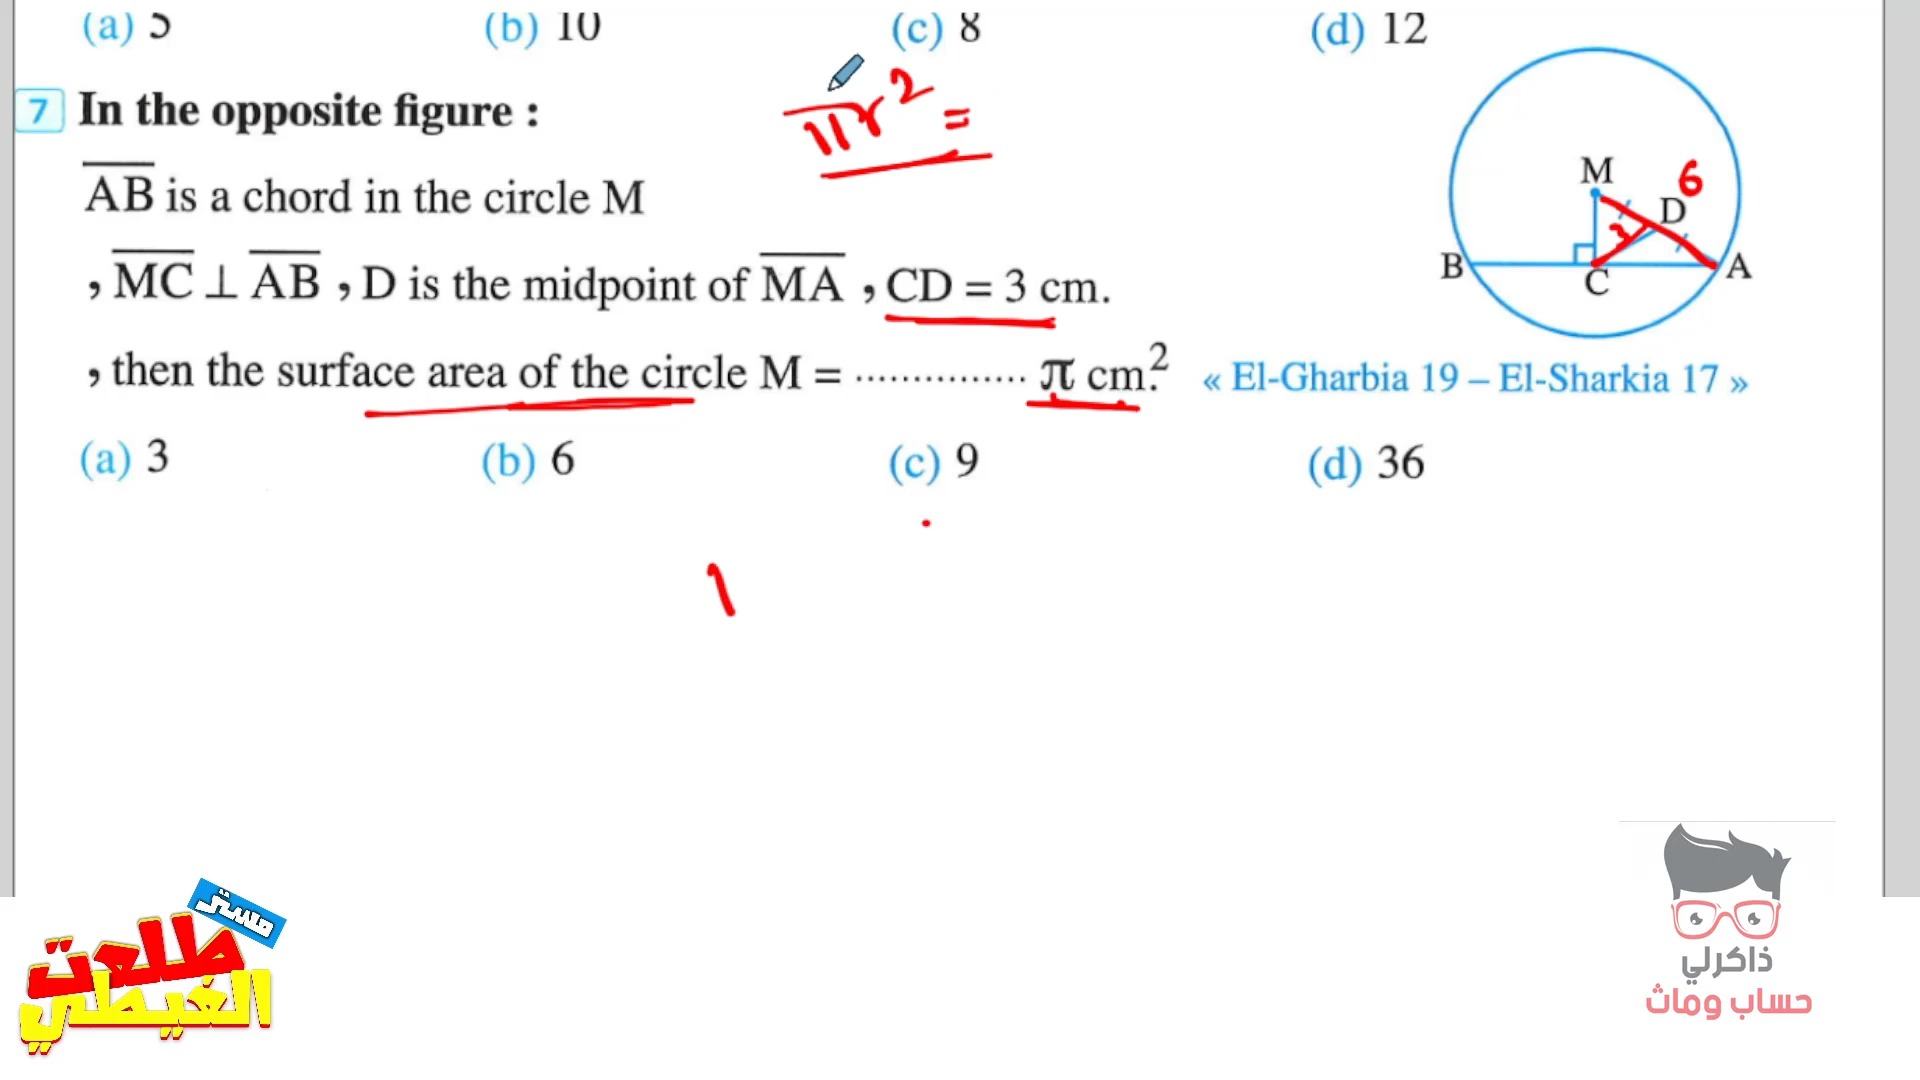 (a) 5 (b) 10 (c) 8 (d) 12
7 In the opposite figure :
πr² =
AB is a chord in the circle M
, MC ⊥ AB , D is the midpoint of MA , CD = 3 cm.
, then the surface area of the circle M = ............... π cm.² « El-Gharbia 19 – El-Sharkia 17 »
(a) 3 (b) 6 (c) 9 (d) 36
M
6
D
3
B
C
A
مستر
طلعت
الغيطي
ذاكرلي
حساب وماث